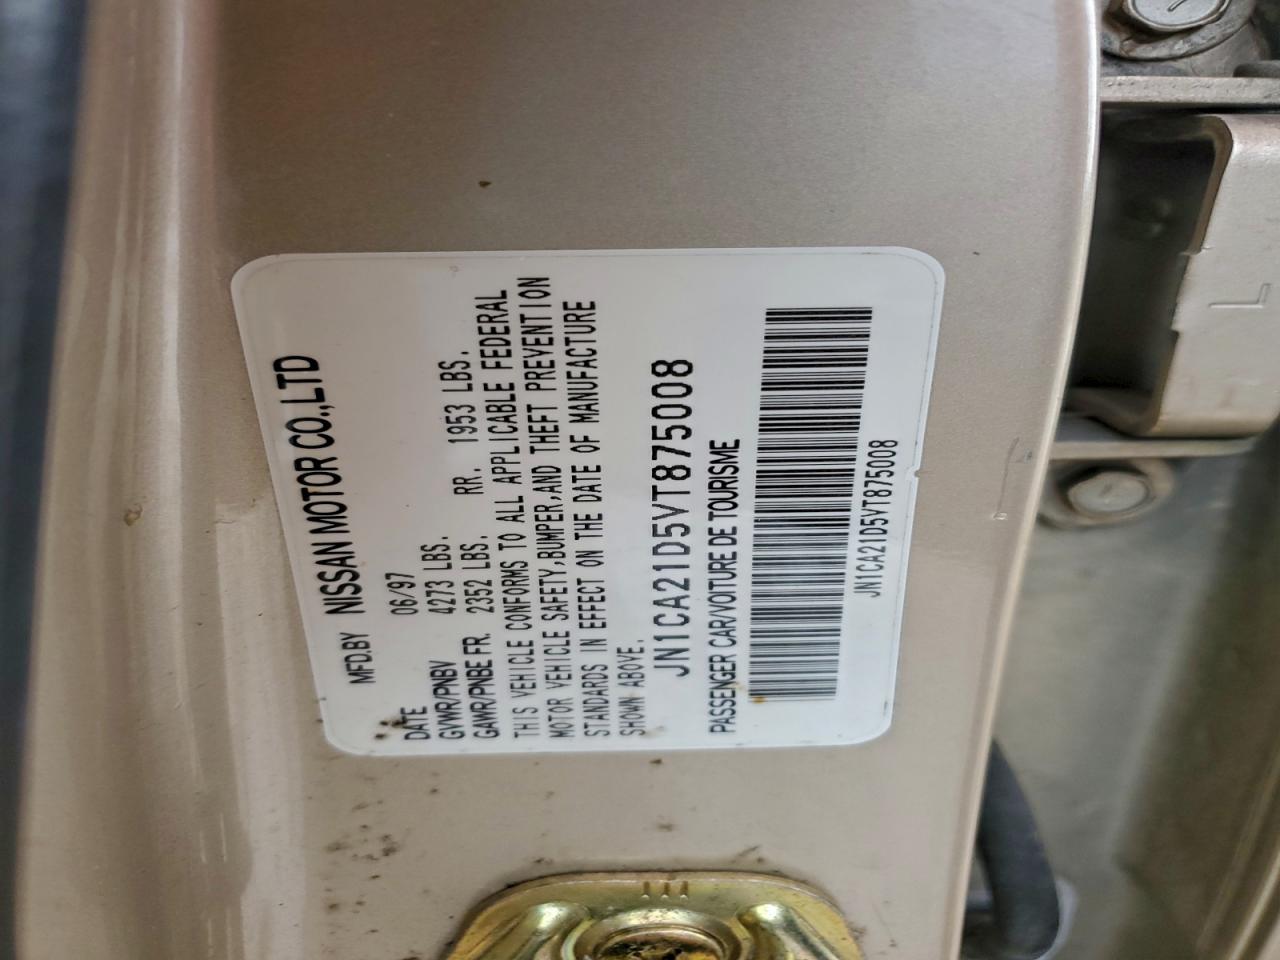 MFD.BY NISSAN MOTOR CO.,LTD
DATE 06/97
GVWR/PNBV 4273 LBS.
GAWR/PNBE FR. 2352 LBS. RR. 1953 LBS.
THIS VEHICLE CONFORMS TO ALL APPLICABLE FEDERAL
MOTOR VEHICLE SAFETY,BUMPER,AND THEFT PREVENTION
STANDARDS IN EFFECT ON THE DATE OF MANUFACTURE
SHOWN ABOVE.
JN1CA21D5VT875008
PASSENGER CAR/VOITURE DE TOURISME
JN1CA21D5VT875008
L